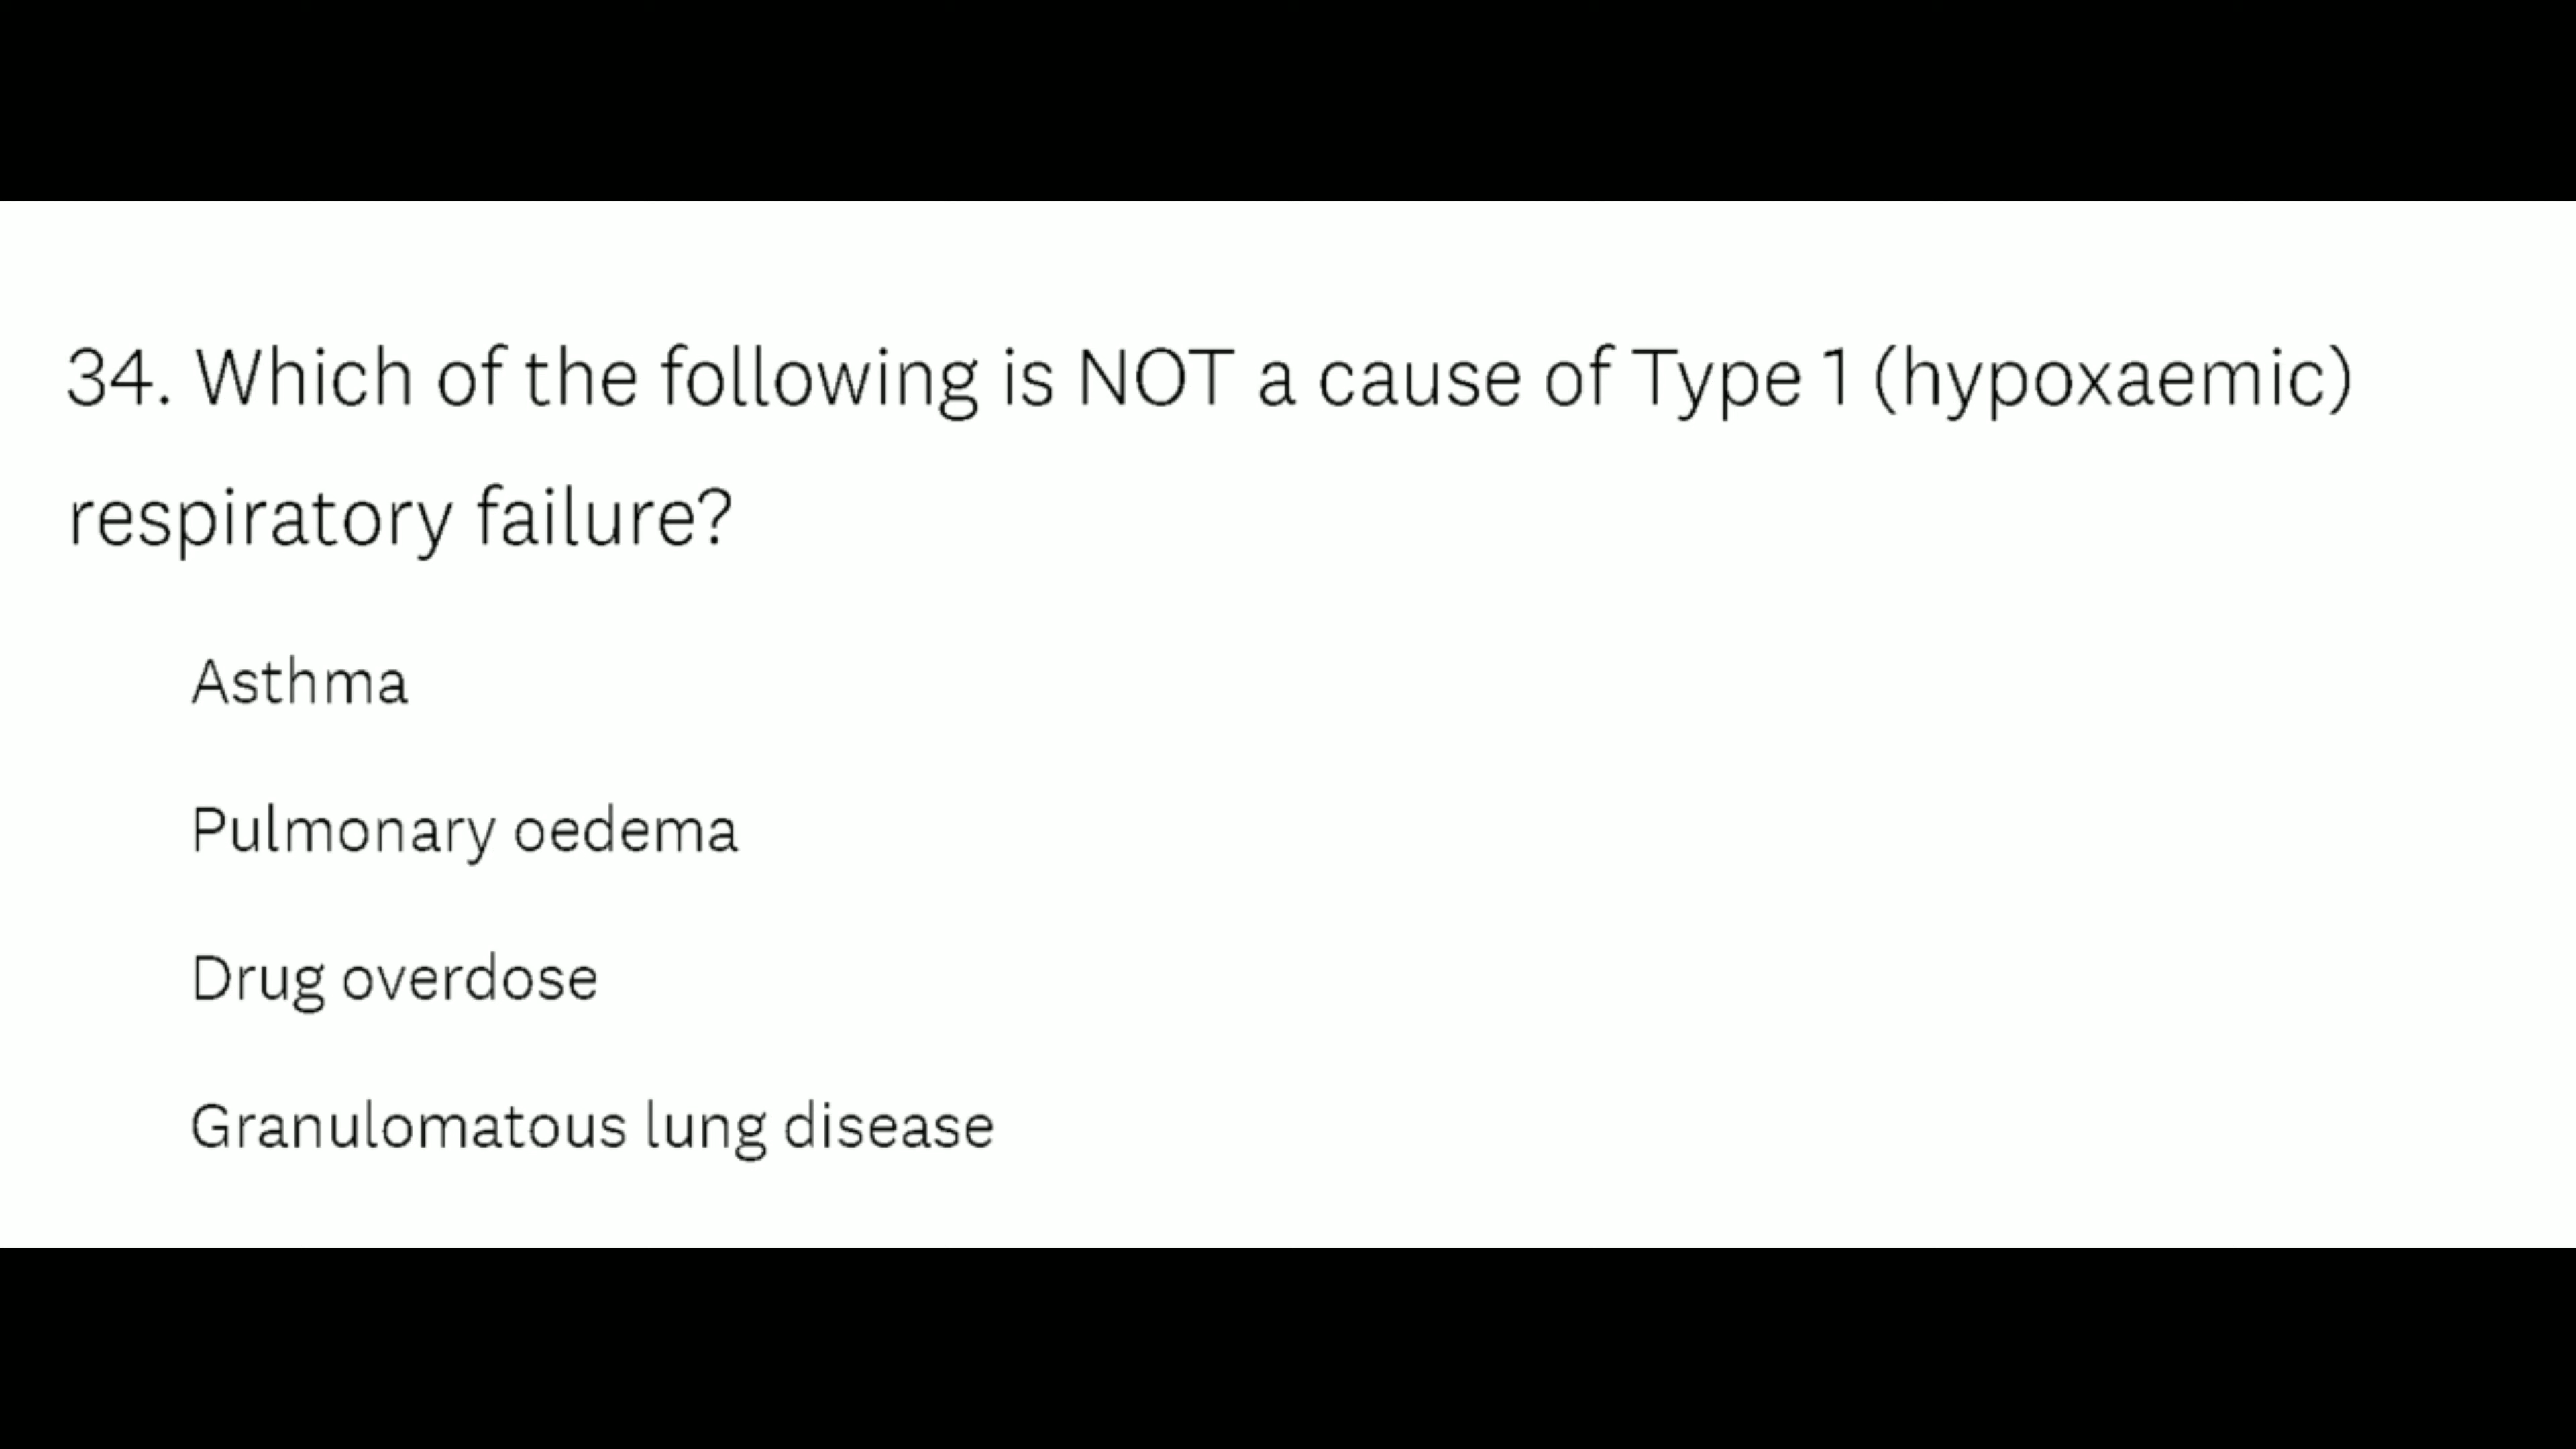 34. Which of the following is NOT a cause of Type 1 (hypoxaemic)
respiratory failure?
Asthma
Pulmonary oedema
Drug overdose
Granulomatous lung disease